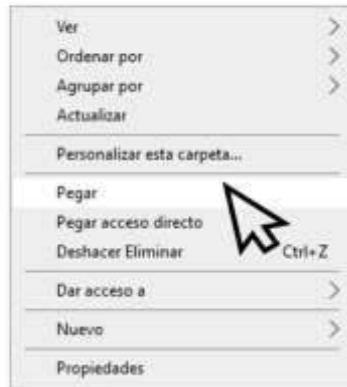 Ver
Ordenar por
Agrupar por
Actualizar
Personalizar esta carpeta...
Pegar
Pegar acceso directo
Deshacer Eliminar Ctrl+Z
Dar acceso a
Nuevo
Propiedades